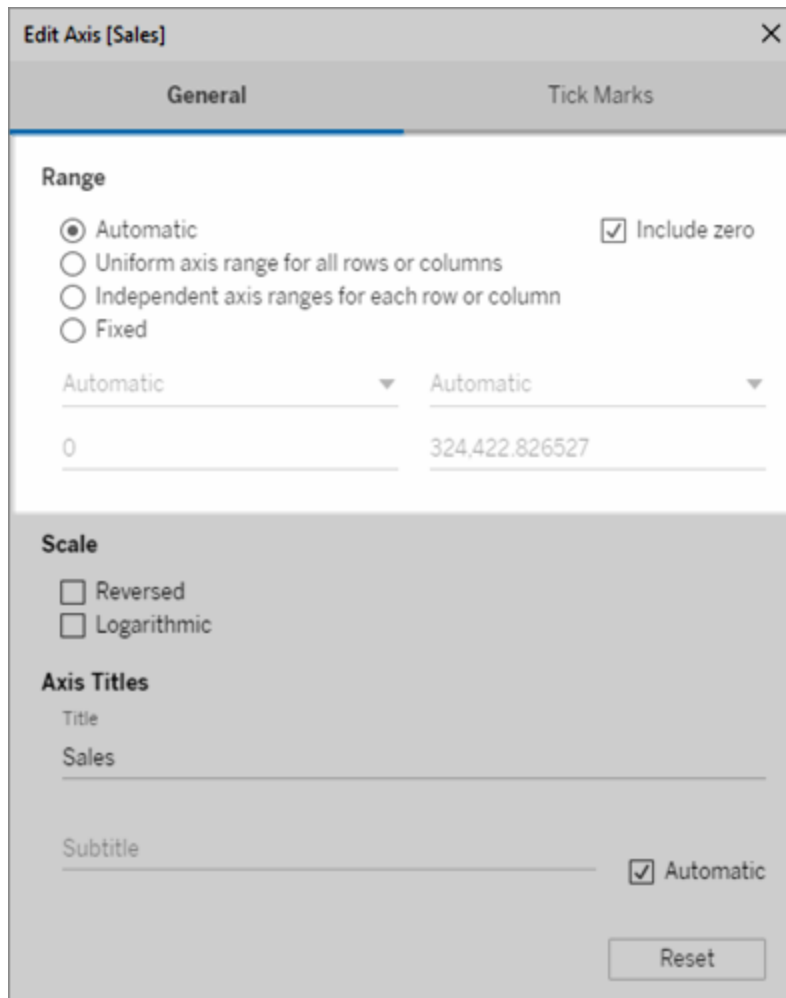 Edit Axis [Sales]
General Tick Marks
Range
Automatic Include zero
Uniform axis range for all rows or columns
Independent axis ranges for each row or column
Fixed
Automatic Automatic
0 324,422.826527
Scale
Reversed
Logarithmic
Axis Titles
Title
Sales
Subtitle
Automatic
Reset